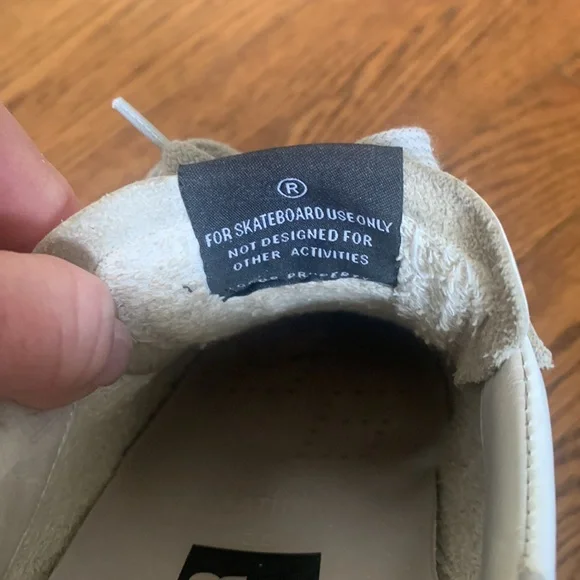 ®
FOR SKATEBOARD USE ONLY
NOT DESIGNED FOR
OTHER ACTIVITIES